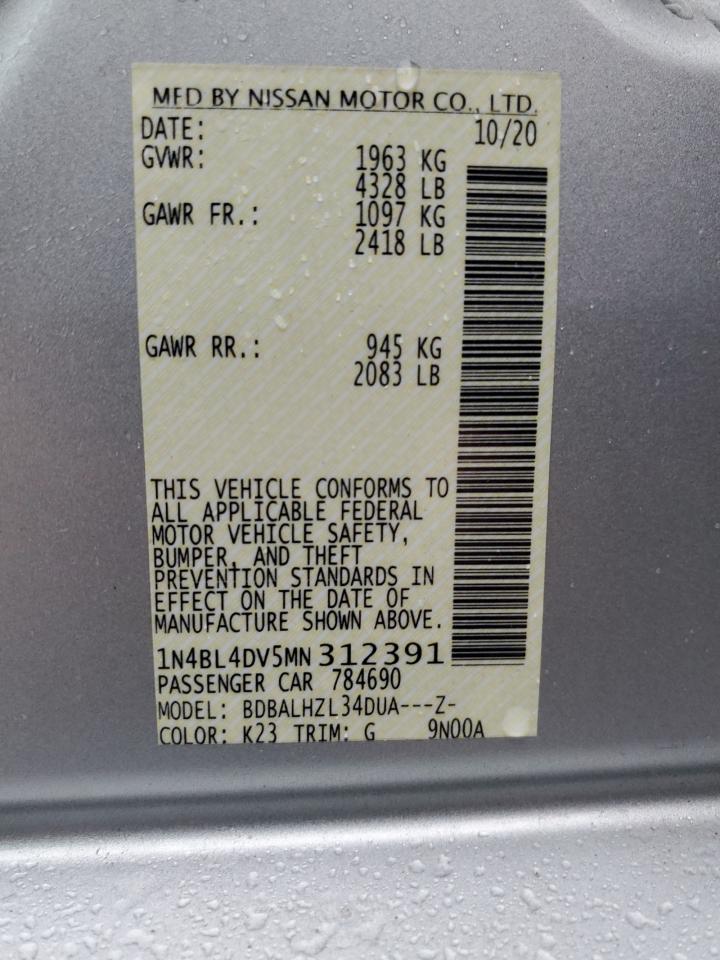 MFD BY NISSAN MOTOR CO., LTD.
DATE: 10/20
GVWR: 1963 KG
4328 LB
GAWR FR.: 1097 KG
2418 LB
GAWR RR.: 945 KG
2083 LB
THIS VEHICLE CONFORMS TO
ALL APPLICABLE FEDERAL
MOTOR VEHICLE SAFETY,
BUMPER, AND THEFT
PREVENTION STANDARDS IN
EFFECT ON THE DATE OF
MANUFACTURE SHOWN ABOVE.
1N4BL4DV5MN312391
PASSENGER CAR 784690
MODEL: BDBALHZL34DUA---Z-
COLOR: K23 TRIM: G 9N00A